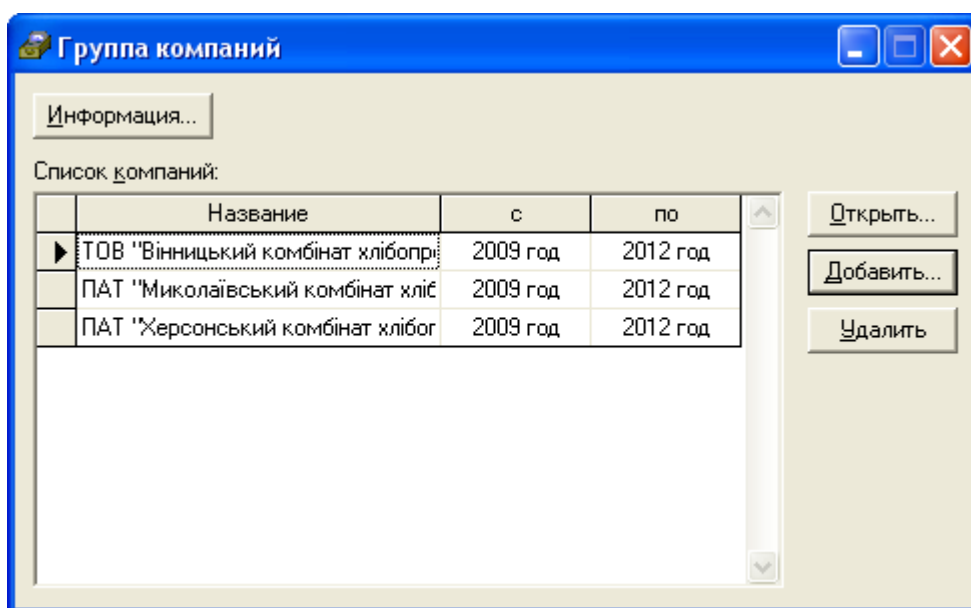 Группа компаний
Информация...
Список компаний:
Название с по
ТОВ "Вінницький комбінат хлібопр 2009 год 2012 год
ПАТ "Миколаївський комбінат хліб 2009 год 2012 год
ПАТ "Херсонський комбінат хлібоп 2009 год 2012 год
Открыть...
Добавить...
Удалить